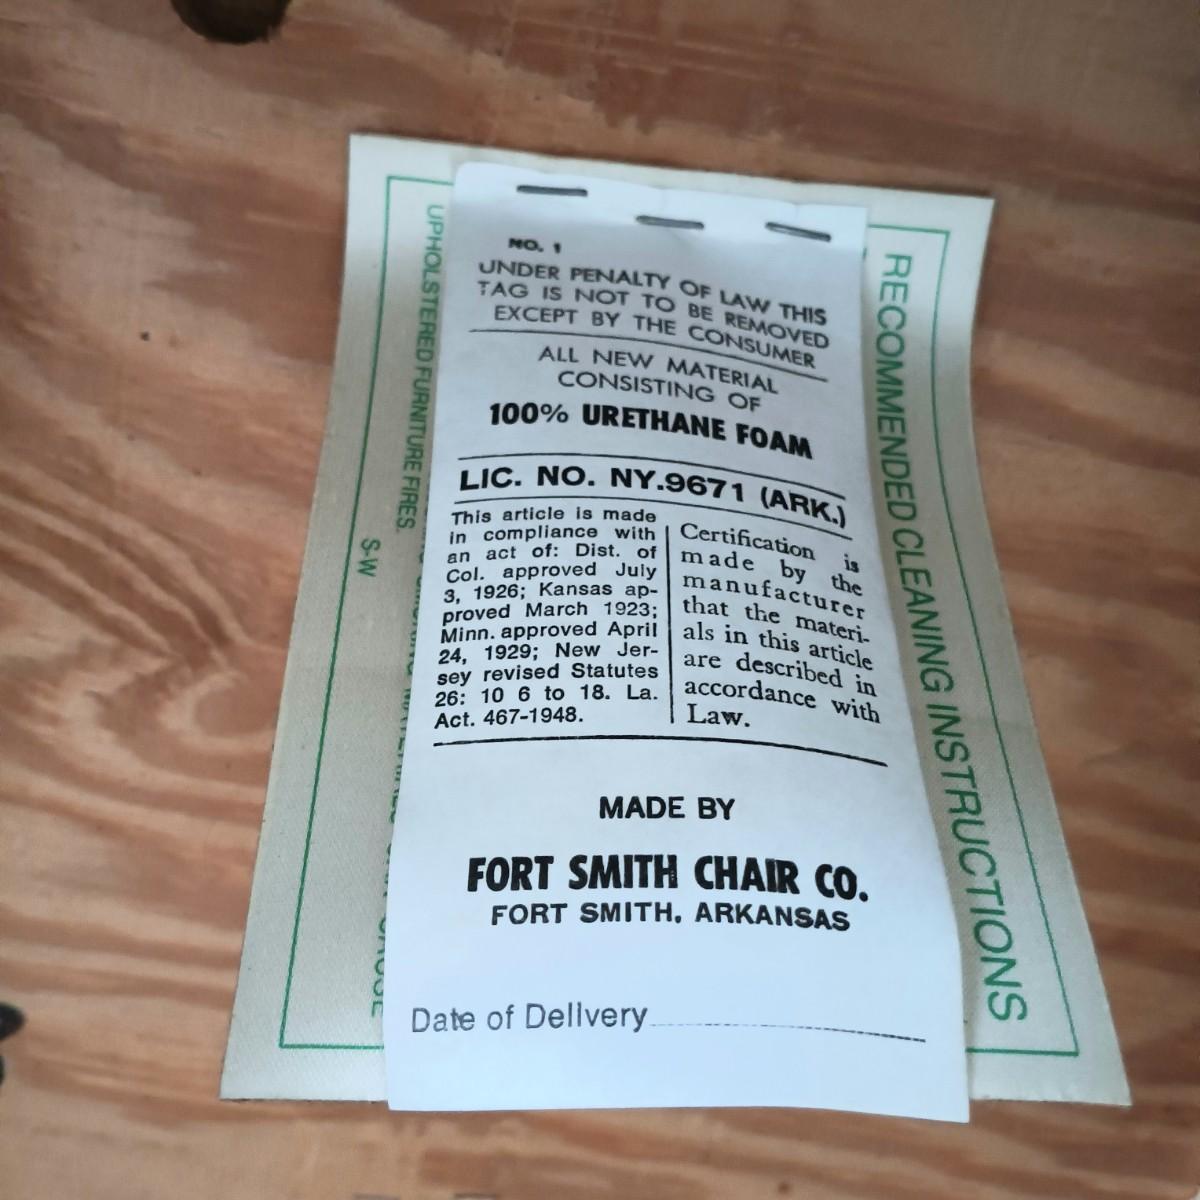 NO. 1
UNDER PENALTY OF LAW THIS
TAG IS NOT TO BE REMOVED
EXCEPT BY THE CONSUMER
ALL NEW MATERIAL
CONSISTING OF
100% URETHANE FOAM
LIC. NO. NY.9671 (ARK.)
This article is made
in compliance with
an act of: Dist. of
Col. approved July
3, 1926; Kansas ap-
proved March 1923;
Minn. approved April
24, 1929; New Jer-
sey revised Statutes
26: 10 6 to 18. La.
Act. 467-1948.
Certification is
made by the
manufacturer
that the materi-
als in this article
are described in
accordance with
Law.
MADE BY
FORT SMITH CHAIR CO.
FORT SMITH, ARKANSAS
Date of Delivery
RECOMMENDED CLEANING INSTRUCTIONS
UPHOLSTERED FURNITURE FIRES.
S-W